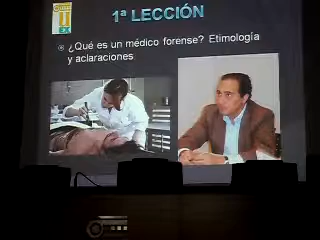 1ª LECCIÓN
¿Qué es un médico forense? Etimología
y aclaraciones